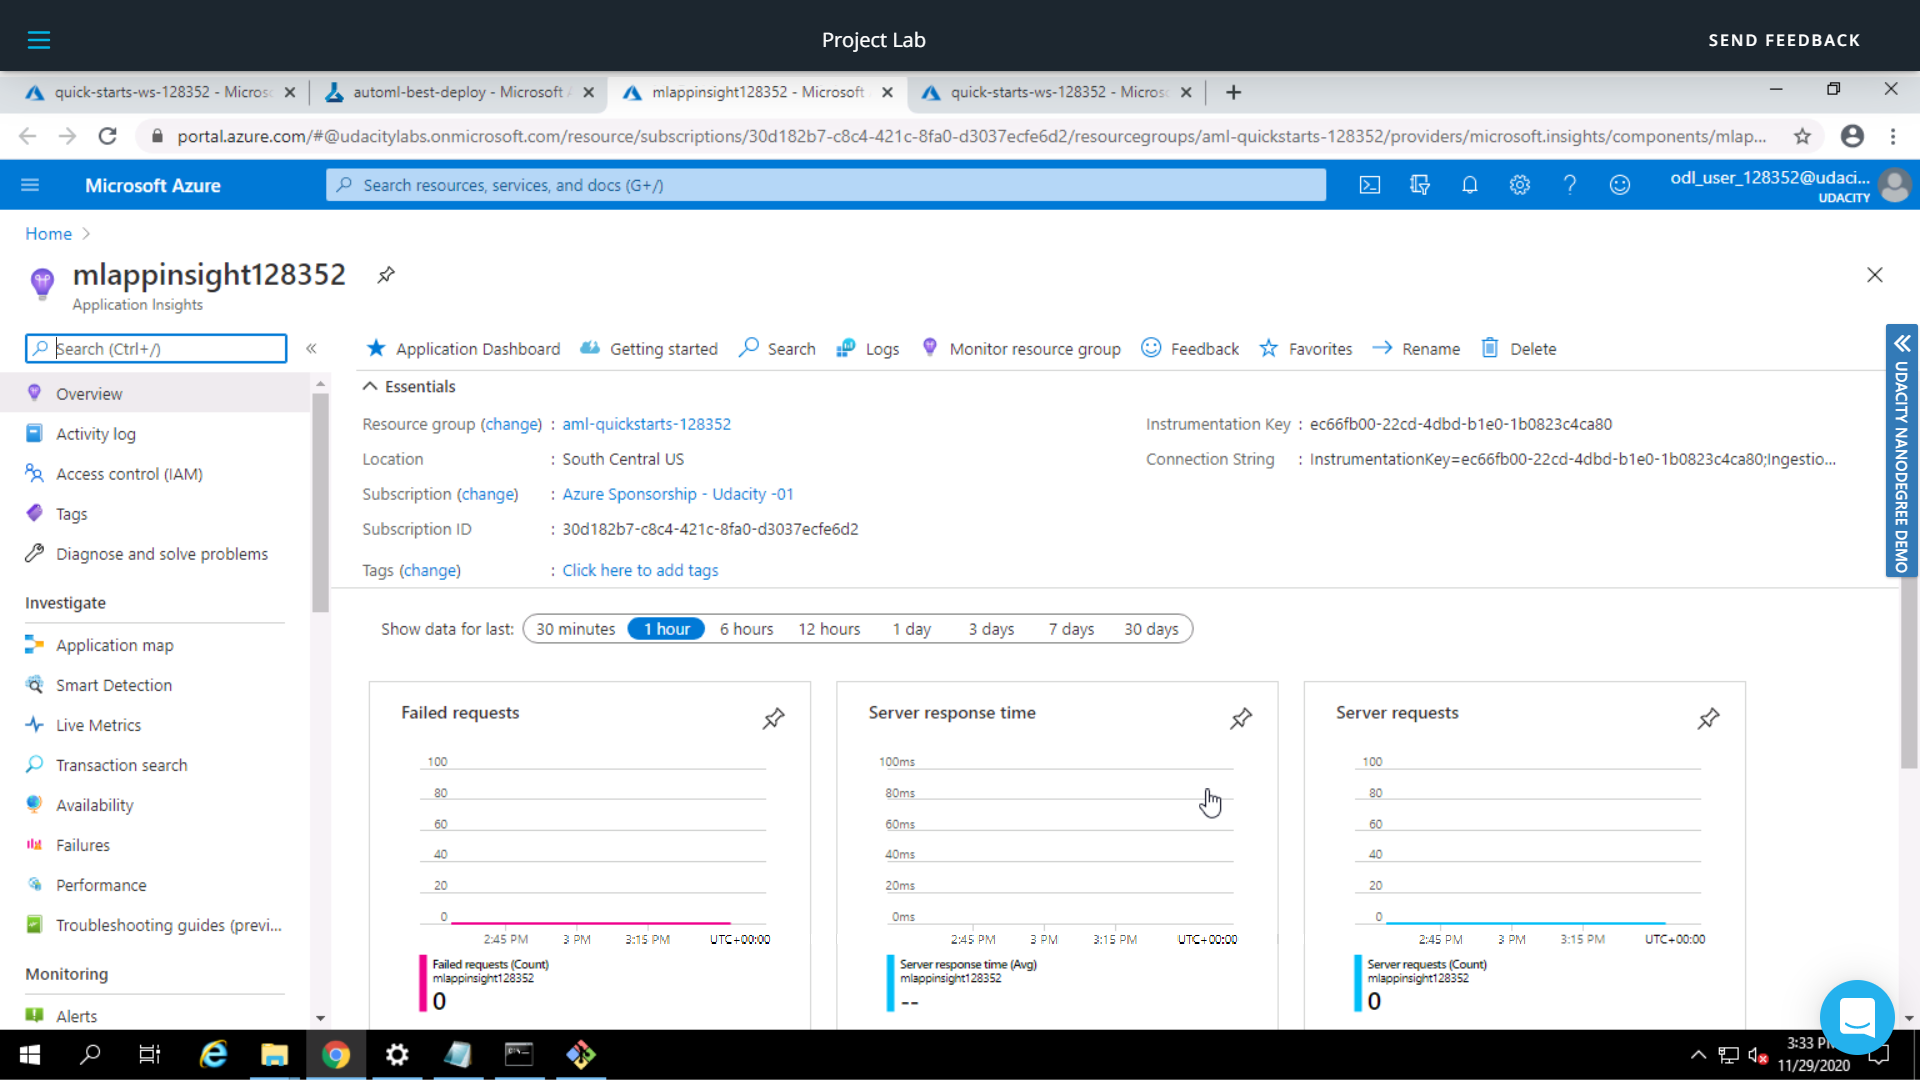 Project Lab
SEND FEEDBACK
quick-starts-ws-128352 - Micros
automl-best-deploy - Microsoft
mlappinsight128352 - Microsoft
quick-starts-ws-128352 - Micros
portal.azure.com/#@udacitylabs.onmicrosoft.com/resource/subscriptions/30d182b7-c8c4-421c-8fa0-d3037ecfe6d2/resourcegroups/aml-quickstarts-128352/providers/microsoft.insights/components/mlap...
Microsoft Azure
Search resources, services, and docs (G+/)
odl_user_128352@udaci...
UDACITY
Home
mlappinsight128352
Application Insights
Search (Ctrl+/)
Application Dashboard
Getting started
Search
Logs
Monitor resource group
Feedback
Favorites
Rename
Delete
Overview
Activity log
Access control (IAM)
Tags
Diagnose and solve problems
Investigate
Application map
Smart Detection
Live Metrics
Transaction search
Availability
Failures
Performance
Troubleshooting guides (previ...
Monitoring
Alerts
Essentials
Resource group (change) : aml-quickstarts-128352
Location : South Central US
Subscription (change) : Azure Sponsorship - Udacity -01
Subscription ID : 30d182b7-c8c4-421c-8fa0-d3037ecfe6d2
Tags (change) : Click here to add tags
Instrumentation Key : ec66fb00-22cd-4dbd-b1e0-1b0823c4ca80
Connection String : InstrumentationKey=ec66fb00-22cd-4dbd-b1e0-1b0823c4ca80;Ingestio...
UDACITY NANODEGREE DEMO
Show data for last: 30 minutes 1 hour 6 hours 12 hours 1 day 3 days 7 days 30 days
Failed requests
100
80
60
40
20
0
2:45 PM 3 PM 3:15 PM UTC+00:00
Failed requests (Count)
mlappinsight128352
0
Server response time
100ms
80ms
60ms
40ms
20ms
0ms
2:45 PM 3 PM 3:15 PM UTC+00:00
Server response time (Avg)
mlappinsight128352
--
Server requests
100
80
60
40
20
0
2:45 PM 3 PM 3:15 PM UTC+00:00
Server requests (Count)
mlappinsight128352
0
3:33 PM
11/29/2020